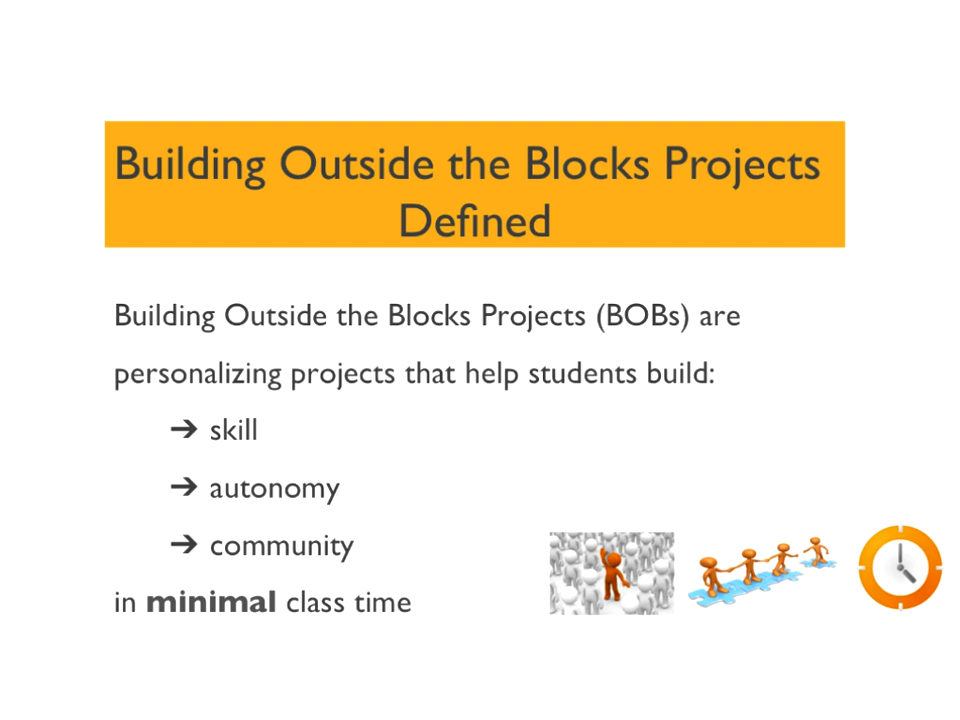 Building Outside the Blocks Projects
Defined
Building Outside the Blocks Projects (BOBs) are
personalizing projects that help students build:
➔ skill
➔ autonomy
➔ community
in minimal class time